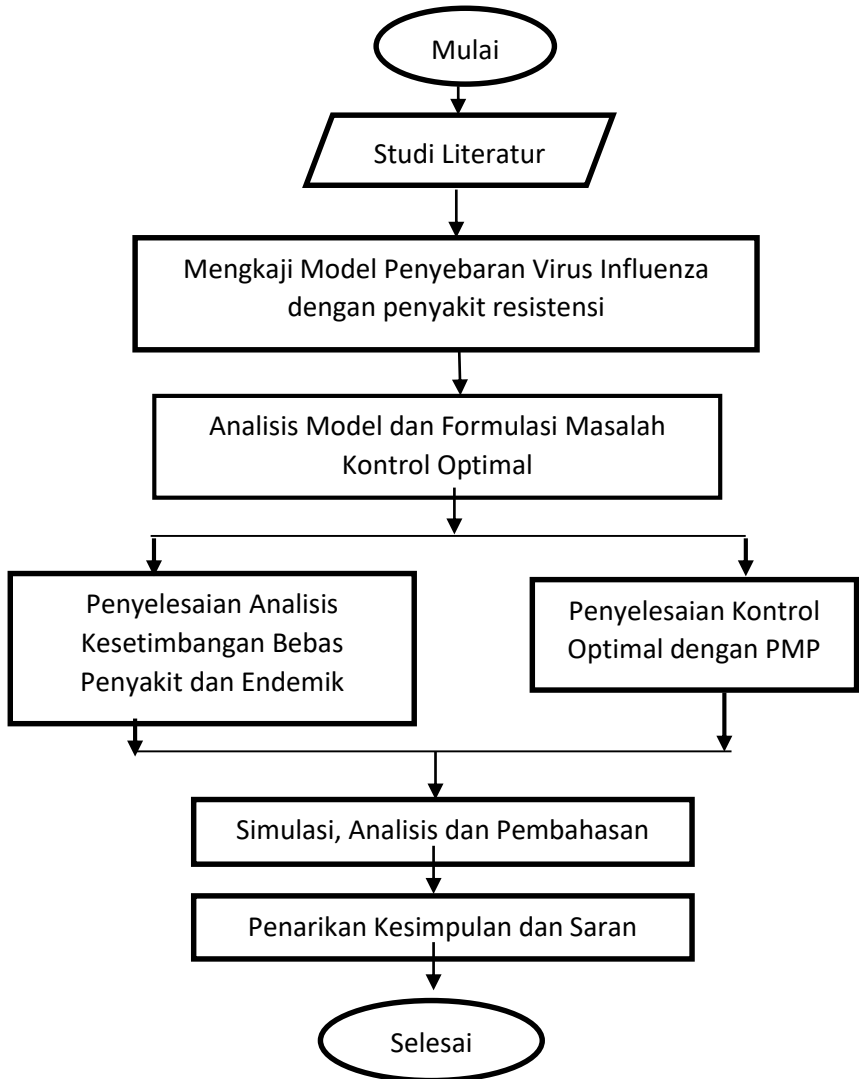 Mulai
Studi Literatur
Mengkaji Model Penyebaran Virus Influenza
dengan penyakit resistensi
Analisis Model dan Formulasi Masalah
Kontrol Optimal
Penyelesaian Analisis
Kesetimbangan Bebas
Penyakit dan Endemik
Penyelesaian Kontrol
Optimal dengan PMP
Simulasi, Analisis dan Pembahasan
Penarikan Kesimpulan dan Saran
Selesai